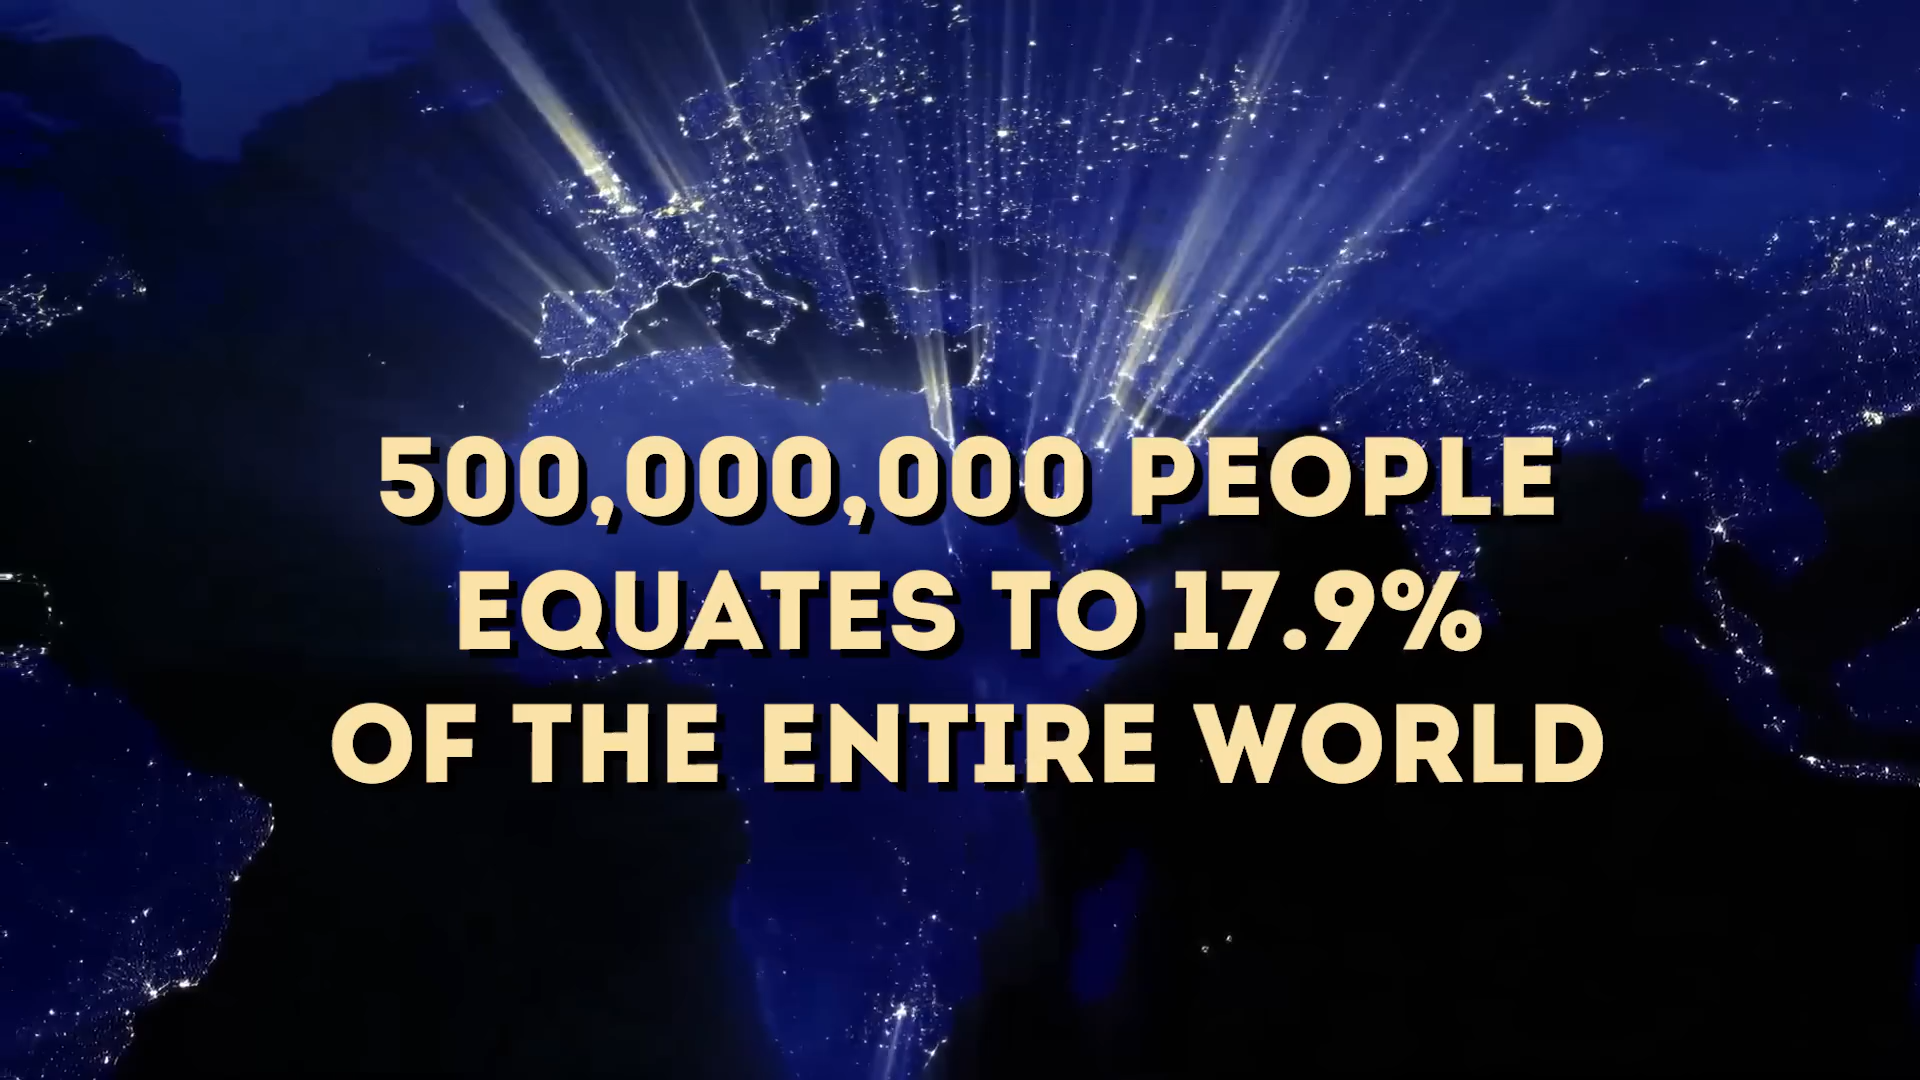 500,000,000 PEOPLE
EQUATES TO 17.9%
OF THE ENTIRE WORLD